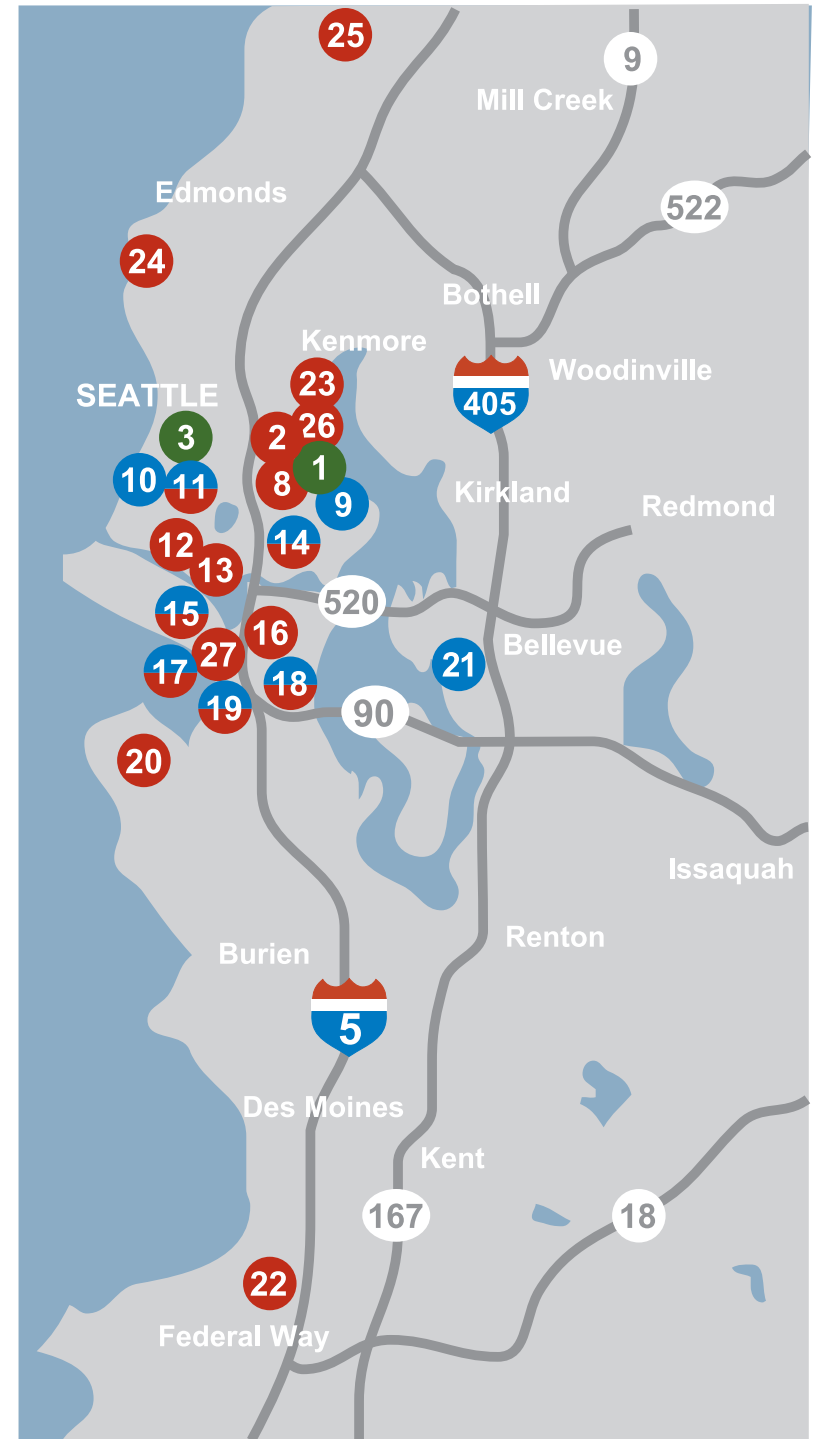 25
9
Mill Creek
Edmonds
522
24
Bothell
Kenmore
Woodinville
23
SEATTLE
405
26
3
2
1
10
11
8
9
Kirkland
Redmond
12
14
13
520
15
16
Bellevue
27
21
17
18
19
90
20
Issaquah
Renton
Burien
5
Des Moines
Kent
167
18
22
Federal Way